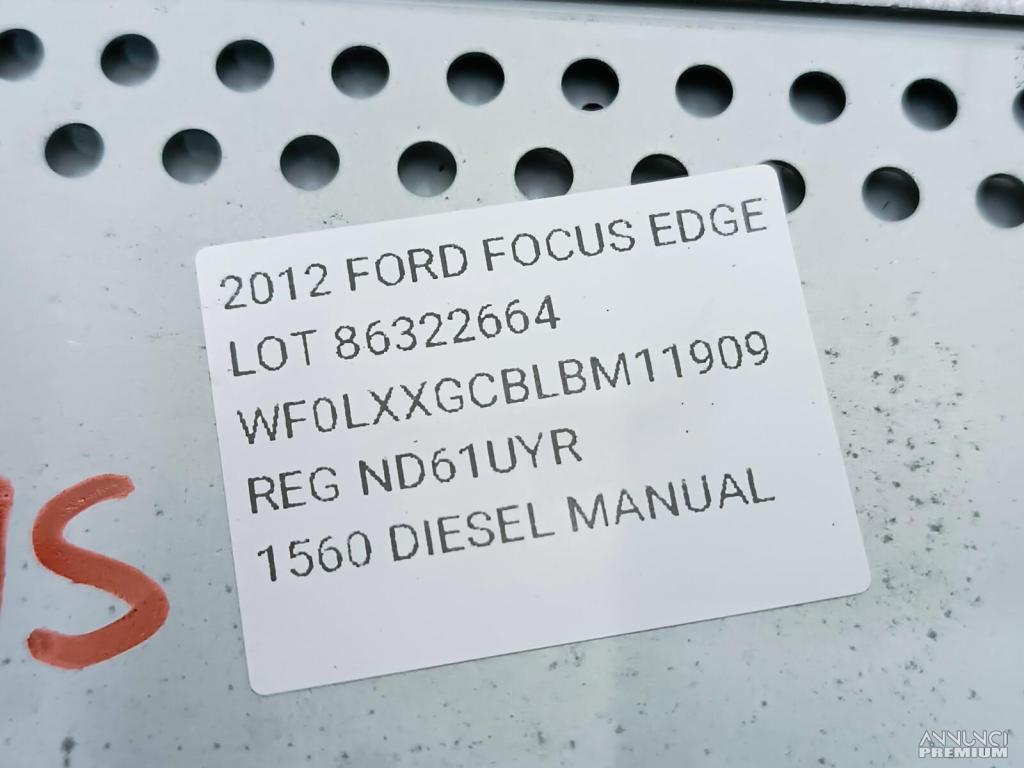 2012 FORD FOCUS EDGE
LOT 86322664
WF0LXXGCBLBM11909
REG ND61UYR
1560 DIESEL MANUAL
S
ANNUNCI
PREMIUM